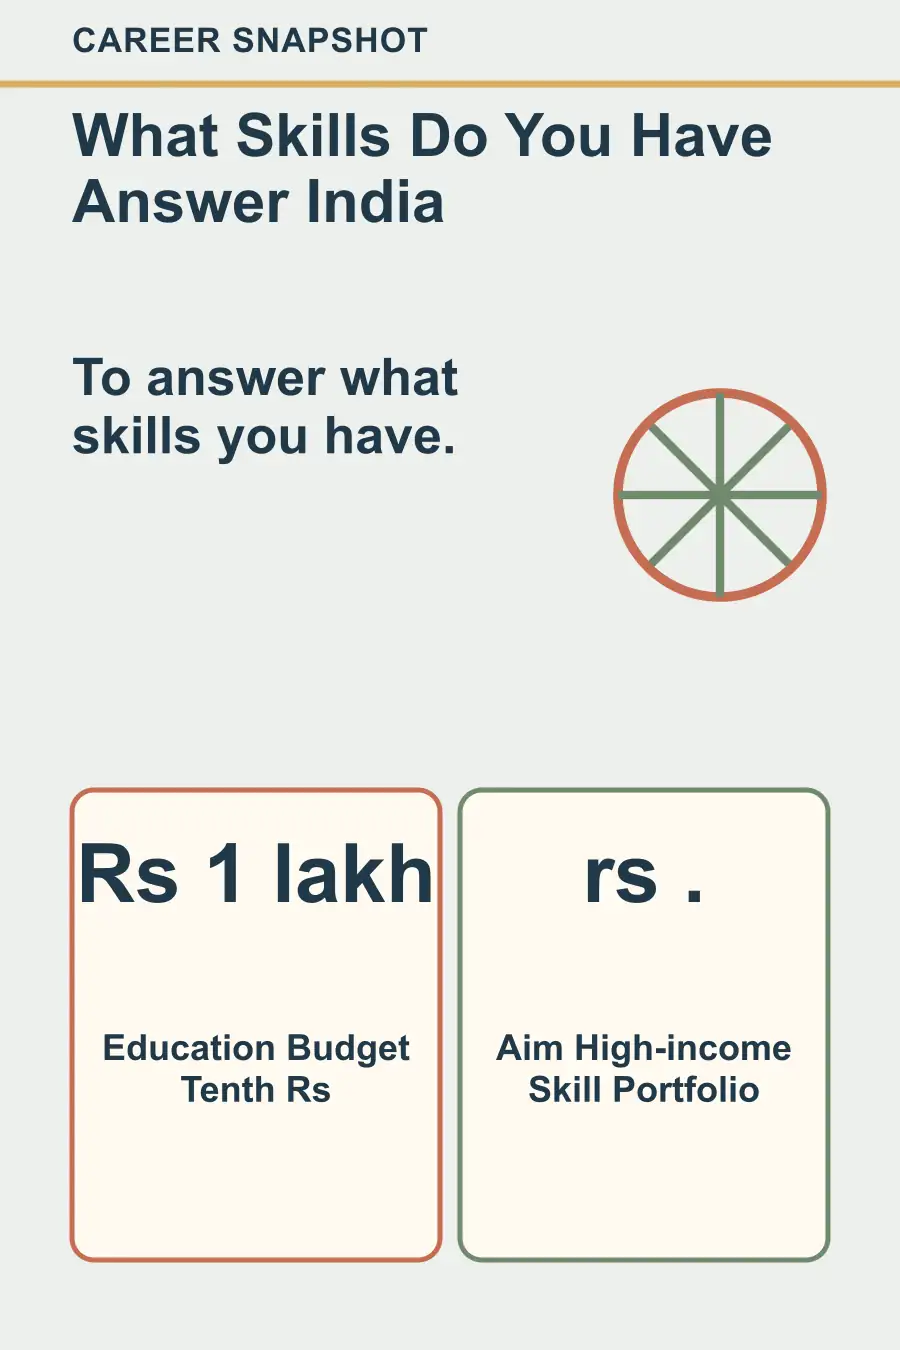 CAREER SNAPSHOT
What Skills Do You Have
Answer India
To answer what
skills you have.
Rs 1 lakh
Education Budget
Tenth Rs
rs .
Aim High-income
Skill Portfolio